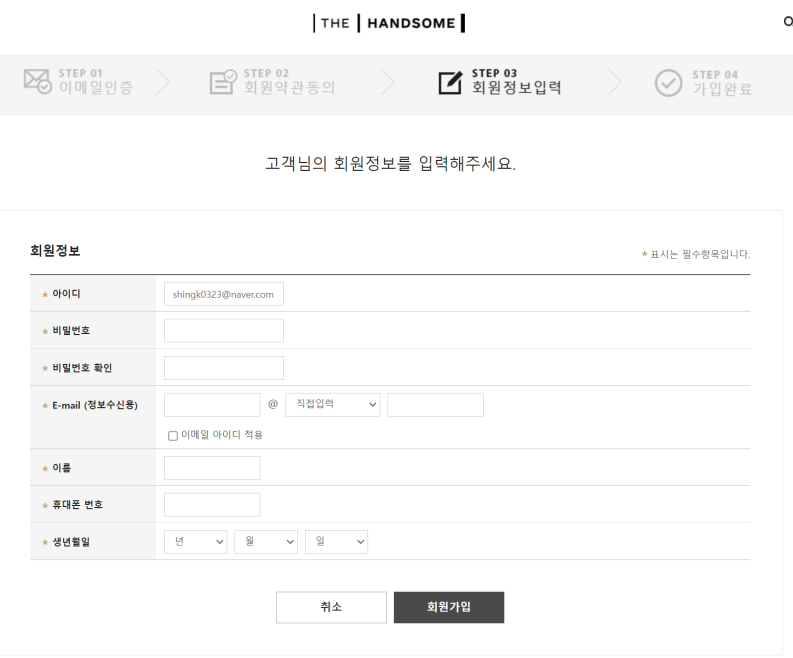 THE HANDSOME
STEP 01
이메일인증
STEP 02
회원약관동의
STEP 03
회원정보입력
STEP 04
가입완료
고객님의 회원정보를 입력해주세요.
회원정보
* 표시는 필수항목입니다.
* 아이디 shingk0323@naver.com
* 비밀번호
* 비밀번호 확인
* E-mail (정보수신용) @ 직접입력
이메일 아이디 적용
* 이름
* 휴대폰 번호
* 생년월일 년 월 일
취소 회원가입